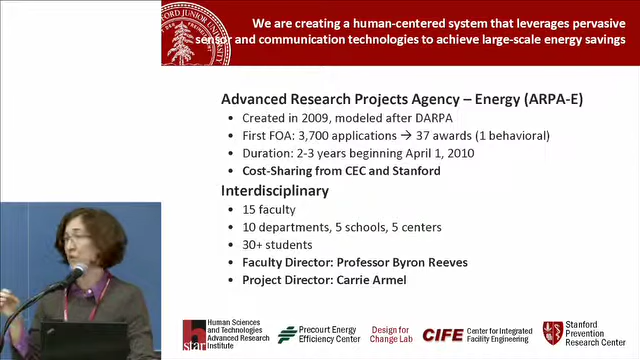 We are creating a human-centered system that leverages pervasive
sensor and communication technologies to achieve large-scale energy savings
Advanced Research Projects Agency – Energy (ARPA-E)
• Created in 2009, modeled after DARPA
• First FOA: 3,700 applications → 37 awards (1 behavioral)
• Duration: 2-3 years beginning April 1, 2010
• Cost-Sharing from CEC and Stanford
Interdisciplinary
• 15 faculty
• 10 departments, 5 schools, 5 centers
• 30+ students
• Faculty Director: Professor Byron Reeves
• Project Director: Carrie Armel
Human Sciences
and Technologies
Advanced Research
Institute
h-star
Precourt Energy
Efficiency Center
Design for
Change Lab
CIFE
Center for Integrated
Facility Engineering
Stanford
Prevention
Research Center